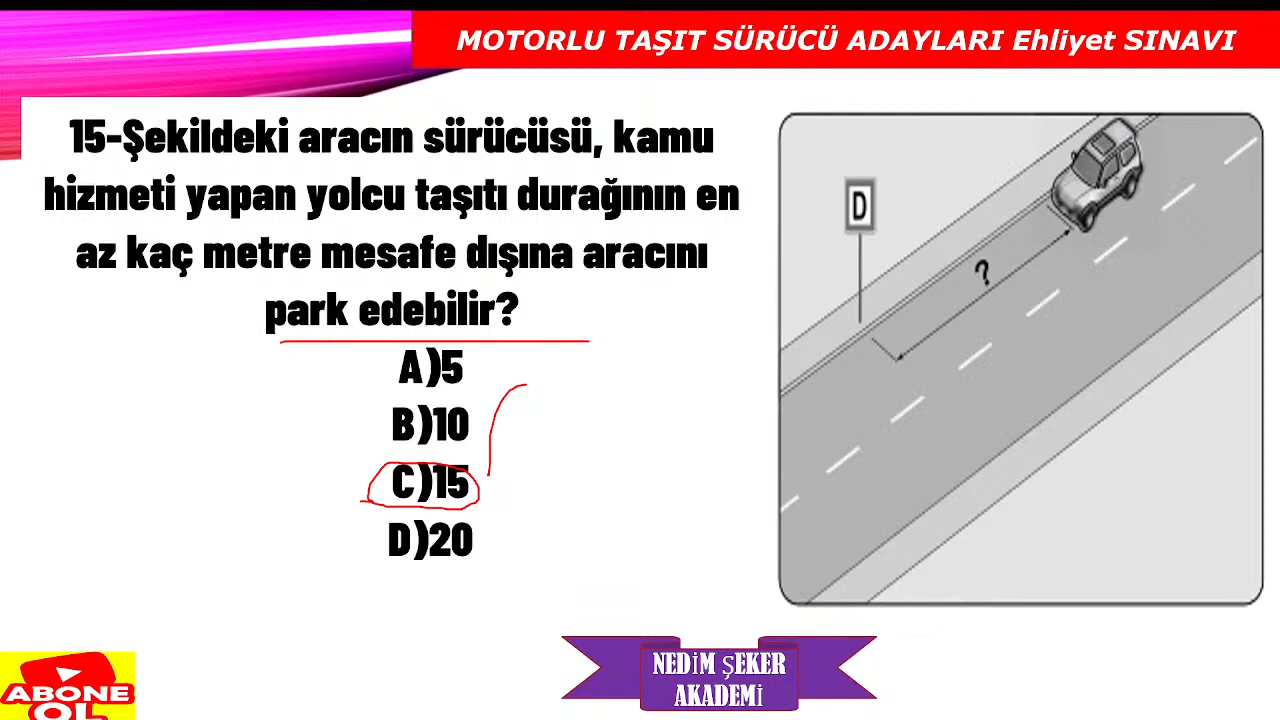 MOTORLU TAŞIT SÜRÜCÜ ADAYLARI Ehliyet SINAVI
15-Şekildeki aracın sürücüsü, kamu
hizmeti yapan yolcu taşıtı durağının en
az kaç metre mesafe dışına aracını
park edebilir?
A)5
B)10
C)15
D)20
D
?
NEDİM ŞEKER
AKADEMİ
ABONE
OL